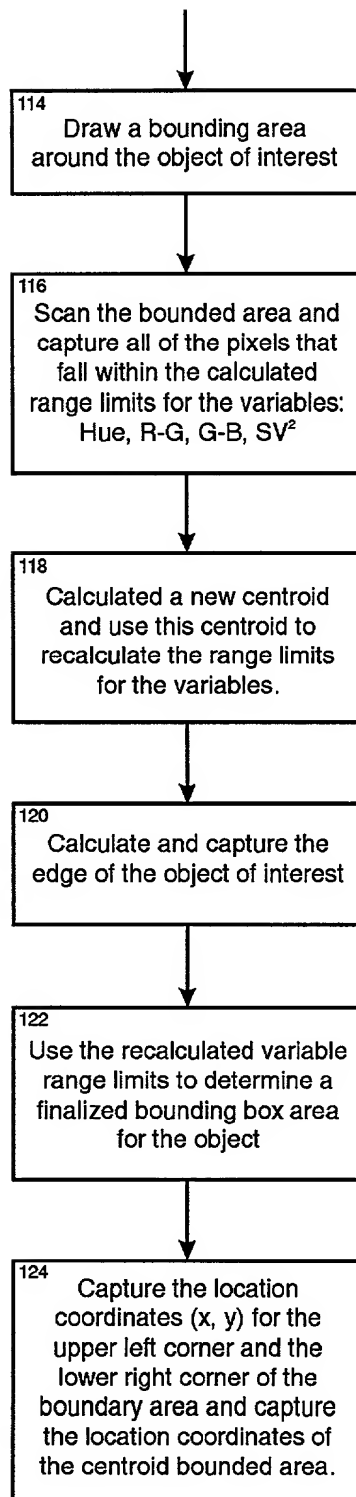 114
Draw a bounding area
around the object of interest
116
Scan the bounded area and
capture all of the pixels that
fall within the calculated
range limits for the variables:
Hue, R-G, G-B, SV²
118
Calculated a new centroid
and use this centroid to
recalculate the range limits
for the variables.
120
Calculate and capture the
edge of the object of interest
122
Use the recalculated variable
range limits to determine a
finalized bounding box area
for the object
124
Capture the location
coordinates (x, y) for the
upper left corner and the
lower right corner of the
boundary area and capture
the location coordinates of
the centroid bounded area.